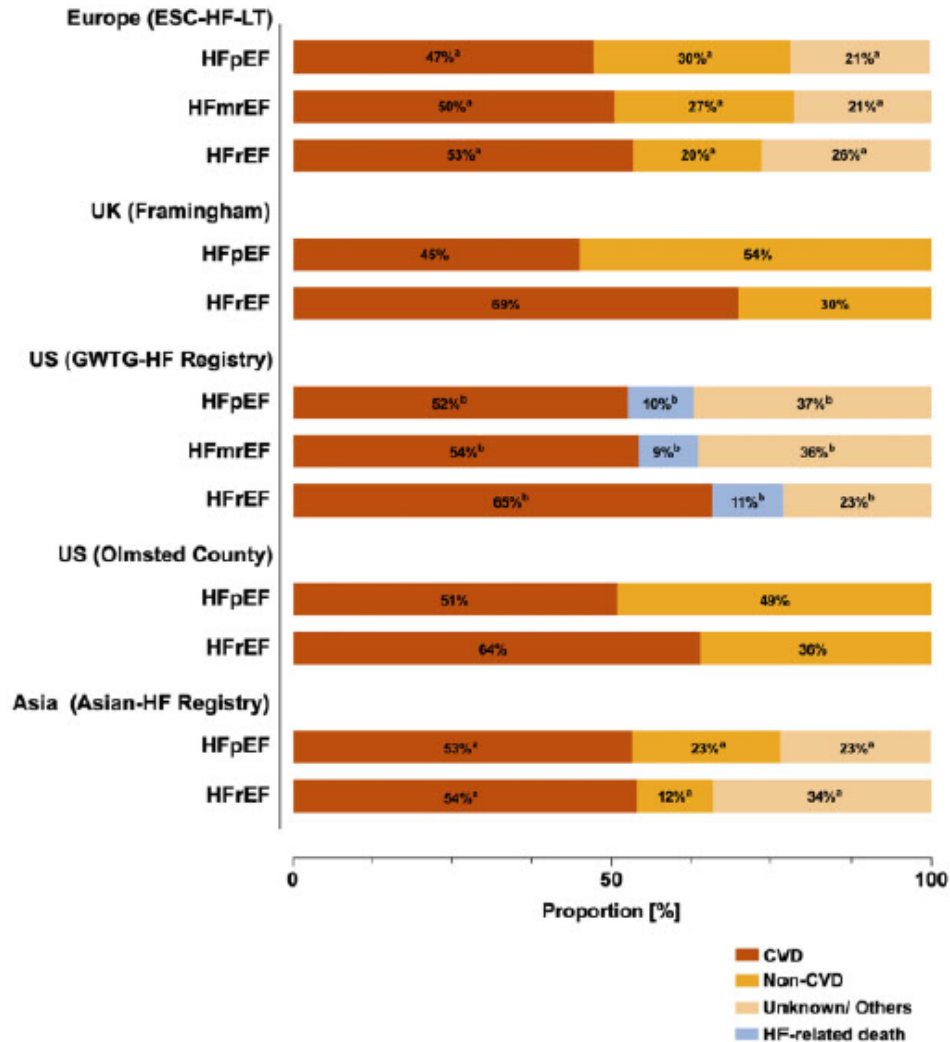 Europe (ESC-HF-LT)
HFpEF 47%ᵃ 30%ᵃ 21%ᵃ
HFmrEF 50%ᵃ 27%ᵃ 21%ᵃ
HFrEF 53%ᵃ 20%ᵃ 26%ᵃ
UK (Framingham)
HFpEF 45% 54%
HFrEF 69% 30%
US (GWTG-HF Registry)
HFpEF 52%ᵇ 10%ᵇ 37%ᵇ
HFmrEF 54%ᵇ 9%ᵇ 36%ᵇ
HFrEF 65%ᵇ 11%ᵇ 23%ᵇ
US (Olmsted County)
HFpEF 51% 49%
HFrEF 64% 36%
Asia (Asian-HF Registry)
HFpEF 53%ᵃ 23%ᵃ 23%ᵃ
HFrEF 54%ᵃ 12%ᵃ 34%ᵃ
0 50 100
Proportion [%]
CVD
Non-CVD
Unknown/ Others
HF-related death